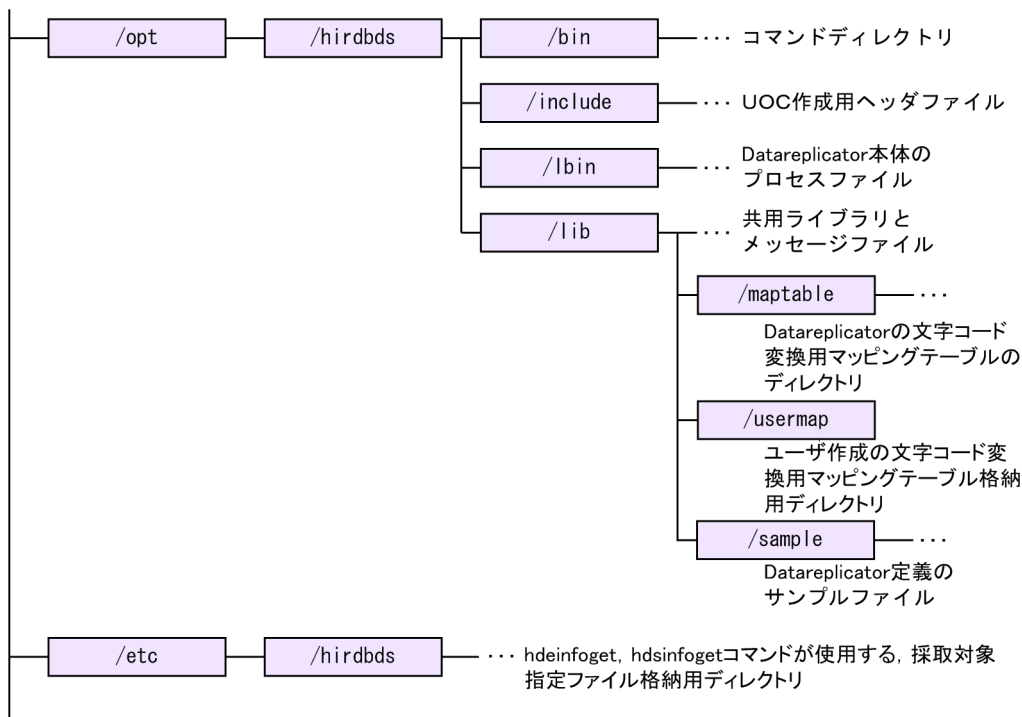 /opt /hirdbds /bin ･･･ コマンドディレクトリ
/include ･･･ UOC作成用ヘッダファイル
/lbin ･･･ Datareplicator本体の
プロセスファイル
/lib ･･･ 共用ライブラリと
メッセージファイル
/maptable ･･･
Datareplicatorの文字コード
変換用マッピングテーブルの
ディレクトリ
/usermap
ユーザ作成の文字コード変
換用マッピングテーブル格納
用ディレクトリ
/sample ･･･
Datareplicator定義の
サンプルファイル
/etc /hirdbds ･･･ hdeinfoget，hdsinfogetコマンドが使用する，採取対象
指定ファイル格納用ディレクトリ